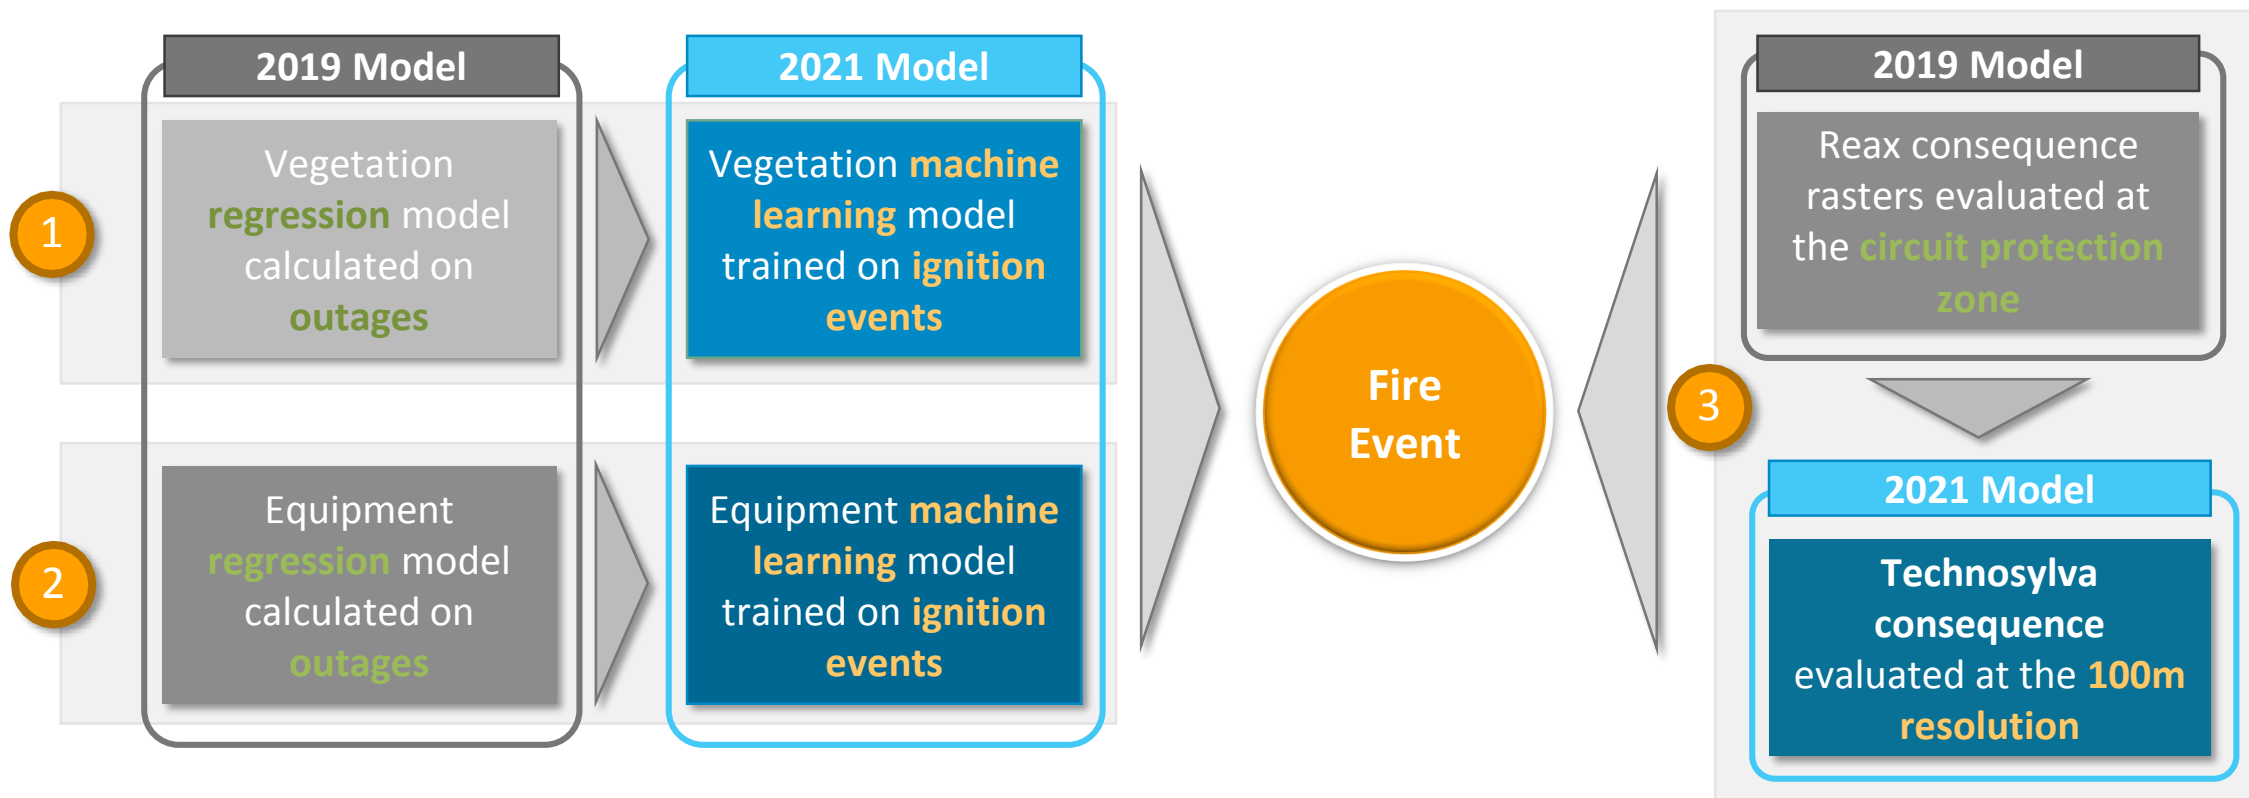 2019 Model
2021 Model
1
Vegetation
regression model
calculated on
outages
Vegetation machine
learning model
trained on ignition
events
2
Equipment
regression model
calculated on
outages
Equipment machine
learning model
trained on ignition
events
Fire
Event
3
2019 Model
Reax consequence
rasters evaluated at
the circuit protection
zone
2021 Model
Technosylva
consequence
evaluated at the 100m
resolution